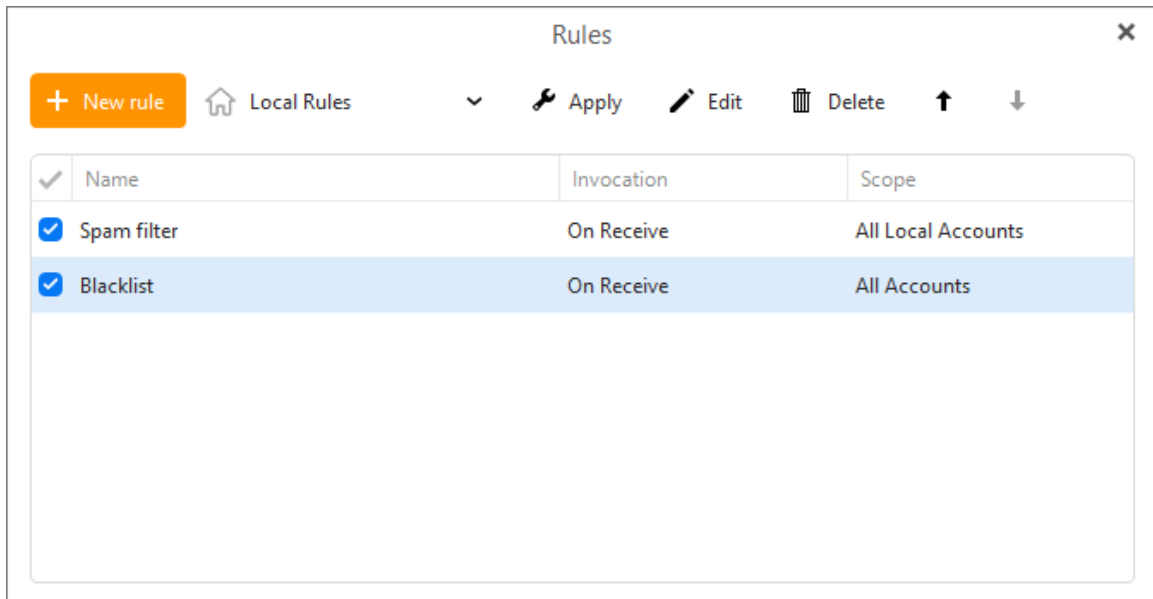 Rules
New rule Local Rules Apply Edit Delete
Name Invocation Scope
Spam filter On Receive All Local Accounts
Blacklist On Receive All Accounts